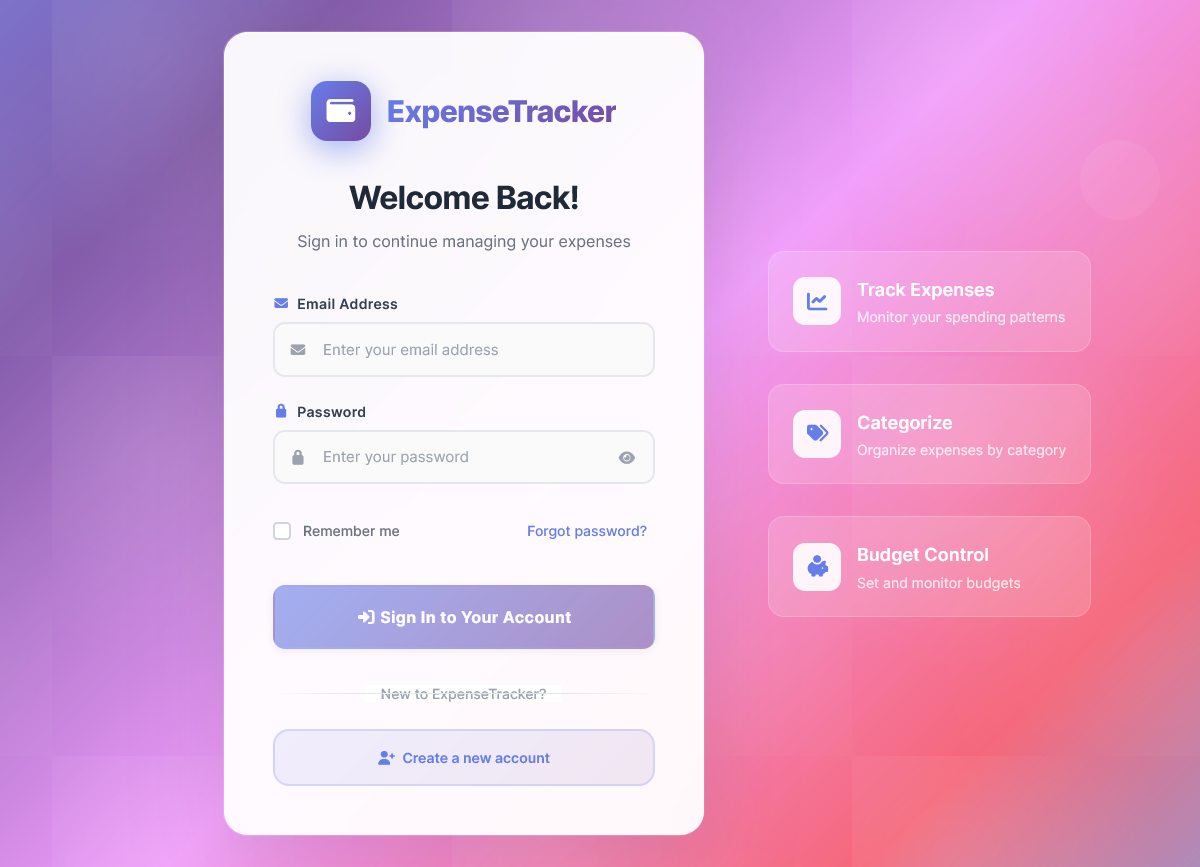 ExpenseTracker
Welcome Back!
Sign in to continue managing your expenses
Email Address
Enter your email address
Password
Enter your password
Remember me
Forgot password?
Sign In to Your Account
New to ExpenseTracker?
Create a new account
Track Expenses
Monitor your spending patterns
Categorize
Organize expenses by category
Budget Control
Set and monitor budgets